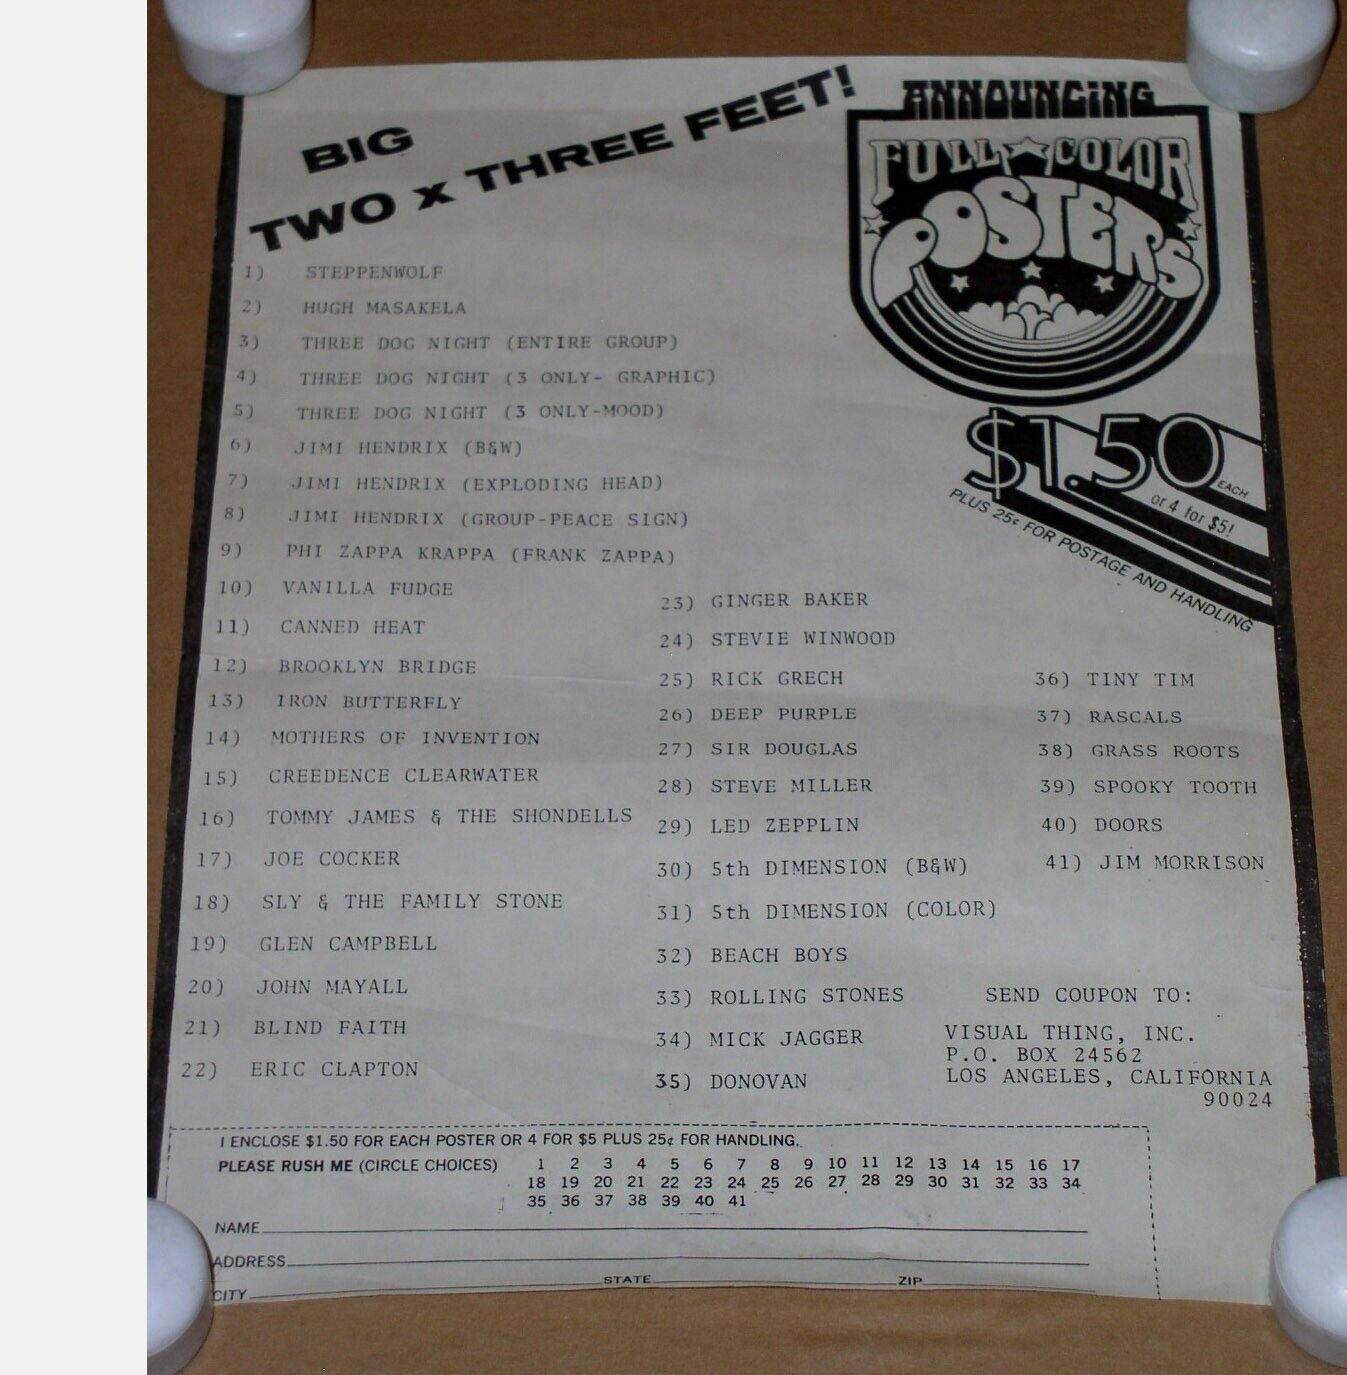 BIG
TWO x THREE FEET!
ANNOUNCING
FULL COLOR
POSTERS
$1.50 EACH
or 4 for $5!
PLUS 25¢ FOR POSTAGE AND HANDLING
1) STEPPENWOLF
2) HUGH MASAKELA
3) THREE DOG NIGHT (ENTIRE GROUP)
4) THREE DOG NIGHT (3 ONLY- GRAPHIC)
5) THREE DOG NIGHT (3 ONLY-MOOD)
6) JIMI HENDRIX (B&W)
7) JIMI HENDRIX (EXPLODING HEAD)
8) JIMI HENDRIX (GROUP-PEACE SIGN)
9) PHI ZAPPA KRAPPA (FRANK ZAPPA)
10) VANILLA FUDGE
11) CANNED HEAT
12) BROOKLYN BRIDGE
13) IRON BUTTERFLY
14) MOTHERS OF INVENTION
15) CREEDENCE CLEARWATER
16) TOMMY JAMES & THE SHONDELLS
17) JOE COCKER
18) SLY & THE FAMILY STONE
19) GLEN CAMPBELL
20) JOHN MAYALL
21) BLIND FAITH
22) ERIC CLAPTON
23) GINGER BAKER
24) STEVIE WINWOOD
25) RICK GRECH
26) DEEP PURPLE
27) SIR DOUGLAS
28) STEVE MILLER
29) LED ZEPPLIN
30) 5th DIMENSION (B&W)
31) 5th DIMENSION (COLOR)
32) BEACH BOYS
33) ROLLING STONES
34) MICK JAGGER
35) DONOVAN
36) TINY TIM
37) RASCALS
38) GRASS ROOTS
39) SPOOKY TOOTH
40) DOORS
41) JIM MORRISON
SEND COUPON TO:
VISUAL THING, INC.
P.O. BOX 24562
LOS ANGELES, CALIFORNIA
90024
I ENCLOSE $1.50 FOR EACH POSTER OR 4 FOR $5 PLUS 25¢ FOR HANDLING.
PLEASE RUSH ME (CIRCLE CHOICES) 1 2 3 4 5 6 7 8 9 10 11 12 13 14 15 16 17
18 19 20 21 22 23 24 25 26 27 28 29 30 31 32 33 34
35 36 37 38 39 40 41
NAME
ADDRESS
CITY STATE ZIP